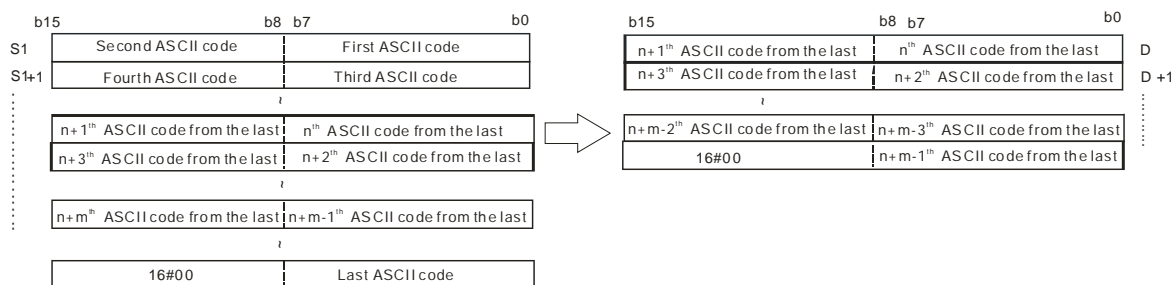 b15 b8 b7 b0
S1 Second ASCII code First ASCII code
S1+1 Fourth ASCII code Third ASCII code
n+1th ASCII code from the last nth ASCII code from the last
n+3th ASCII code from the last n+2th ASCII code from the last
n+mth ASCII code from the last n+m-1th ASCII code from the last
16#00 Last ASCII code
b15 b8 b7 b0
n+1th ASCII code from the last nth ASCII code from the last D
n+3th ASCII code from the last n+2th ASCII code from the last D +1
n+m-2th ASCII code from the last n+m-3th ASCII code from the last
16#00 n+m-1th ASCII code from the last